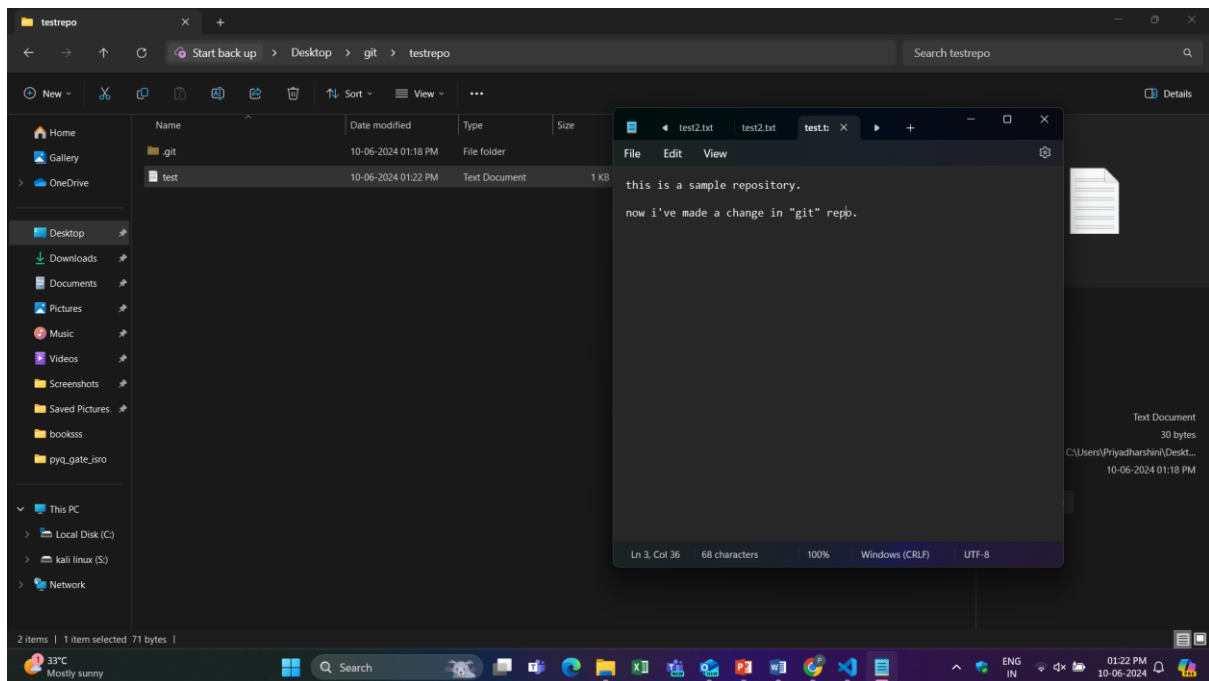 testrepo
Start back up > Desktop > git > testrepo
Search testrepo
New
Sort
View
Details
Home
Gallery
OneDrive
Desktop
Downloads
Documents
Pictures
Music
Videos
Screenshots
Saved Pictures
booksss
pyq_gate_isro
This PC
Local Disk (C:)
kali linux (S:)
Network
Name Date modified Type Size
.git 10-06-2024 01:18 PM File folder
test 10-06-2024 01:22 PM Text Document 1 KB
test2.txt test2.txt test.t:
File Edit View
this is a sample repository.
now i've made a change in "git" repo.
Ln 3, Col 36 68 characters 100% Windows (CRLF) UTF-8
Text Document
30 bytes
C:\Users\Priyadharshini\Deskt...
10-06-2024 01:18 PM
2 items | 1 item selected 71 bytes |
1
33°C
Mostly sunny
Search
ENG
IN
01:22 PM
10-06-2024